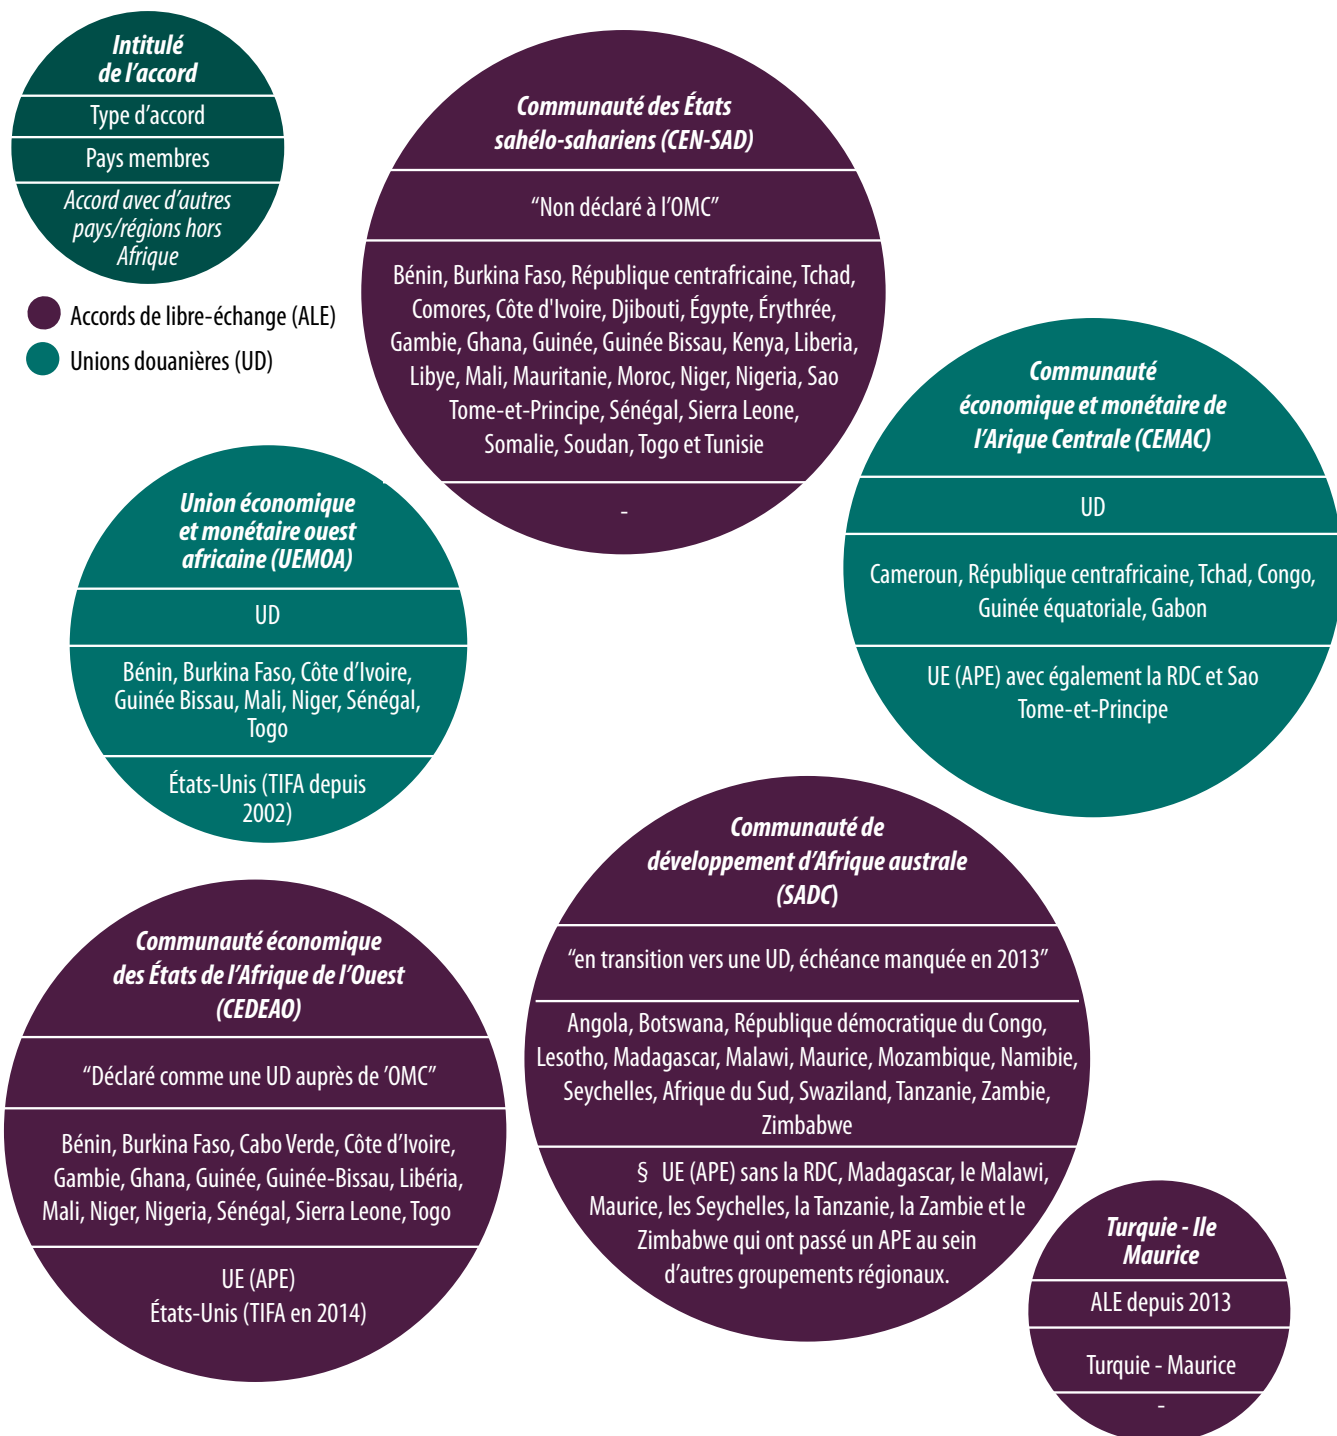 Intitulé
de l’accord
Type d’accord
Pays membres
Accord avec d’autres
pays/régions hors
Afrique
Accords de libre-échange (ALE)
Unions douanières (UD)
Communauté des États
sahélo-sahariens (CEN-SAD)
“Non déclaré à l’OMC”
Bénin, Burkina Faso, République centrafricaine, Tchad,
Comores, Côte d'Ivoire, Djibouti, Égypte, Érythrée,
Gambie, Ghana, Guinée, Guinée Bissau, Kenya, Liberia,
Libye, Mali, Mauritanie, Moroc, Niger, Nigeria, Sao
Tome-et-Principe, Sénégal, Sierra Leone,
Somalie, Soudan, Togo et Tunisie
-
Communauté
économique et monétaire de
l’Arique Centrale (CEMAC)
UD
Cameroun, République centrafricaine, Tchad, Congo,
Guinée équatoriale, Gabon
UE (APE) avec également la RDC et Sao
Tome-et-Principe
Union économique
et monétaire ouest
africaine (UEMOA)
UD
Bénin, Burkina Faso, Côte d’Ivoire,
Guinée Bissau, Mali, Niger, Sénégal,
Togo
États-Unis (TIFA depuis
2002)
Communauté de
développement d’Afrique australe
(SADC)
“en transition vers une UD, échéance manquée en 2013”
Angola, Botswana, République démocratique du Congo,
Lesotho, Madagascar, Malawi, Maurice, Mozambique, Namibie,
Seychelles, Afrique du Sud, Swaziland, Tanzanie, Zambie,
Zimbabwe
§ UE (APE) sans la RDC, Madagascar, le Malawi,
Maurice, les Seychelles, la Tanzanie, la Zambie et le
Zimbabwe qui ont passé un APE au sein
d’autres groupements régionaux.
Communauté économique
des États de l’Afrique de l’Ouest
(CEDEAO)
“Déclaré comme une UD auprès de ’OMC”
Bénin, Burkina Faso, Cabo Verde, Côte d’Ivoire,
Gambie, Ghana, Guinée, Guinée-Bissau, Libéria,
Mali, Niger, Nigeria, Sénégal, Sierra Leone, Togo
UE (APE)
États-Unis (TIFA en 2014)
Turquie - Ile
Maurice
ALE depuis 2013
Turquie - Maurice
-